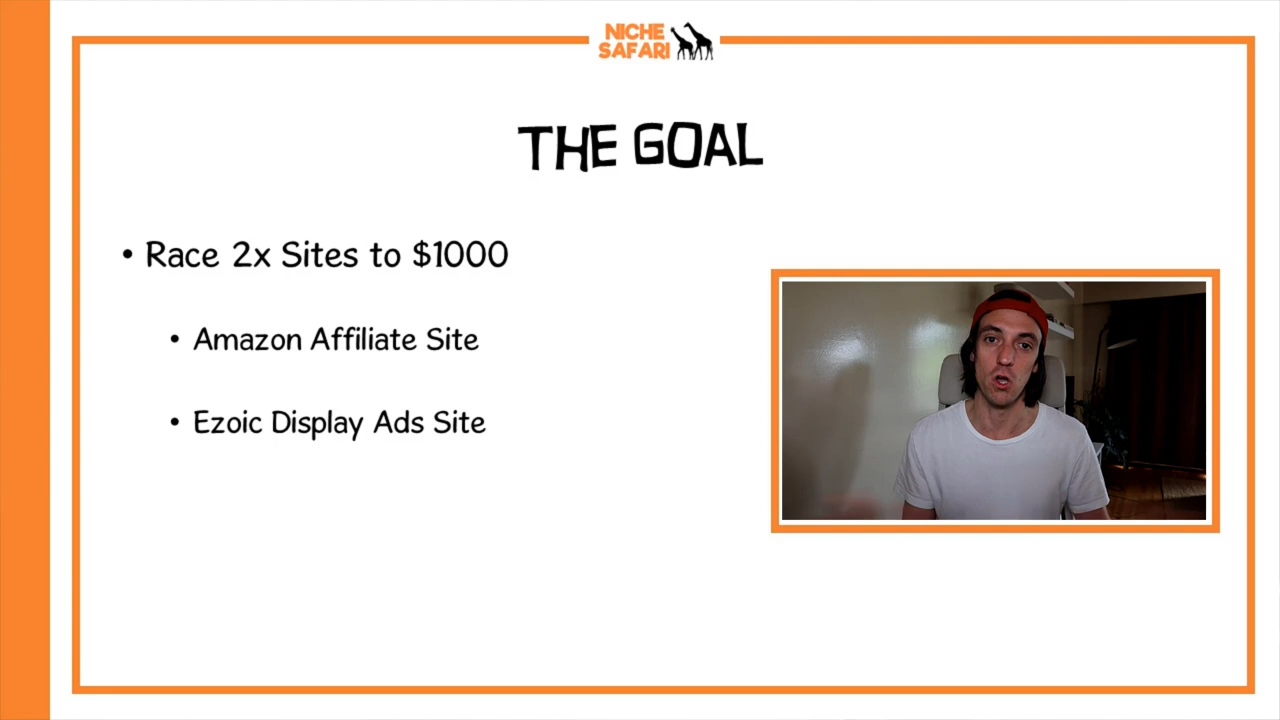 NICHE
SAFARI
THE GOAL
• Race 2x Sites to $1000
• Amazon Affiliate Site
• Ezoic Display Ads Site